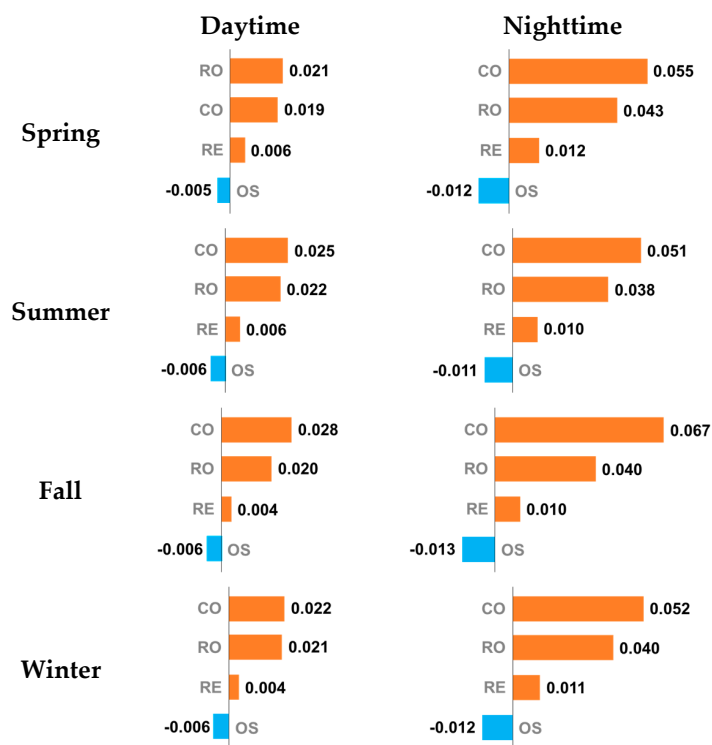 Daytime Nighttime
Spring
RO 0.021
CO 0.019
RE 0.006
-0.005 OS
CO 0.055
RO 0.043
RE 0.012
-0.012 OS
Summer
CO 0.025
RO 0.022
RE 0.006
-0.006 OS
CO 0.051
RO 0.038
RE 0.010
-0.011 OS
Fall
CO 0.028
RO 0.020
RE 0.004
-0.006 OS
CO 0.067
RO 0.040
RE 0.010
-0.013 OS
Winter
CO 0.022
RO 0.021
RE 0.004
-0.006 OS
CO 0.052
RO 0.040
RE 0.011
-0.012 OS